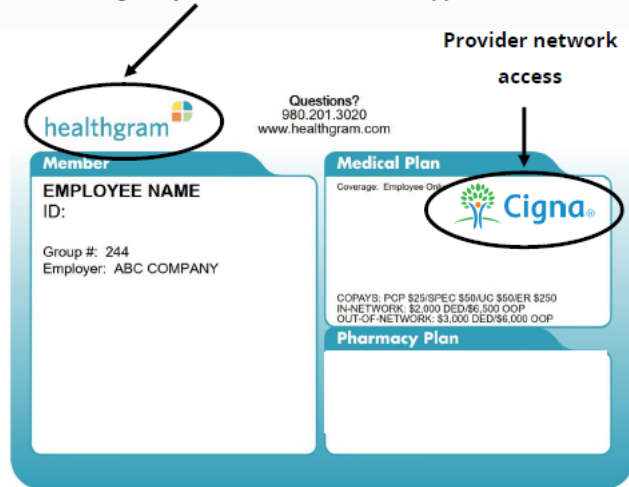 Provider network
access
healthgram
Questions?
980.201.3020
www.healthgram.com
Member
EMPLOYEE NAME
ID:
Group #: 244
Employer: ABC COMPANY
Medical Plan
Coverage: Employee
Cigna®
COPAYS: PCP $25/SPEC $50/UC $50/ER $250
IN-NETWORK: $2,000 DED/$6,500 OOP
OUT-OF-NETWORK: $3,000 DED/$6,000 OOP
Pharmacy Plan